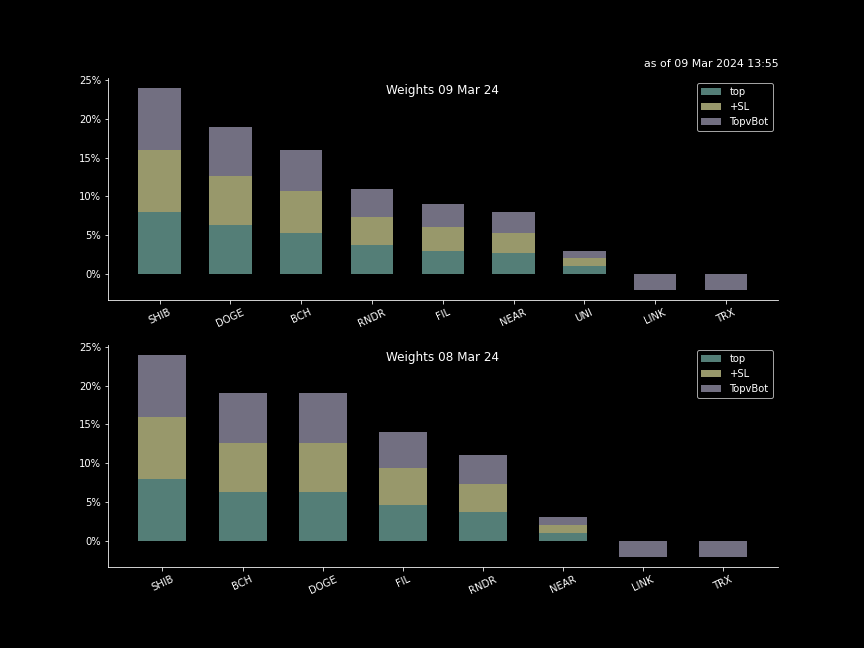 as of 09 Mar 2024 13:55
Weights 09 Mar 24
top
+SL
TopvBot
25%
20%
15%
10%
5%
0%
SHIB DOGE BCH RNDR FIL NEAR UNI LINK TRX
Weights 08 Mar 24
top
+SL
TopvBot
25%
20%
15%
10%
5%
0%
SHIB BCH DOGE FIL RNDR NEAR LINK TRX